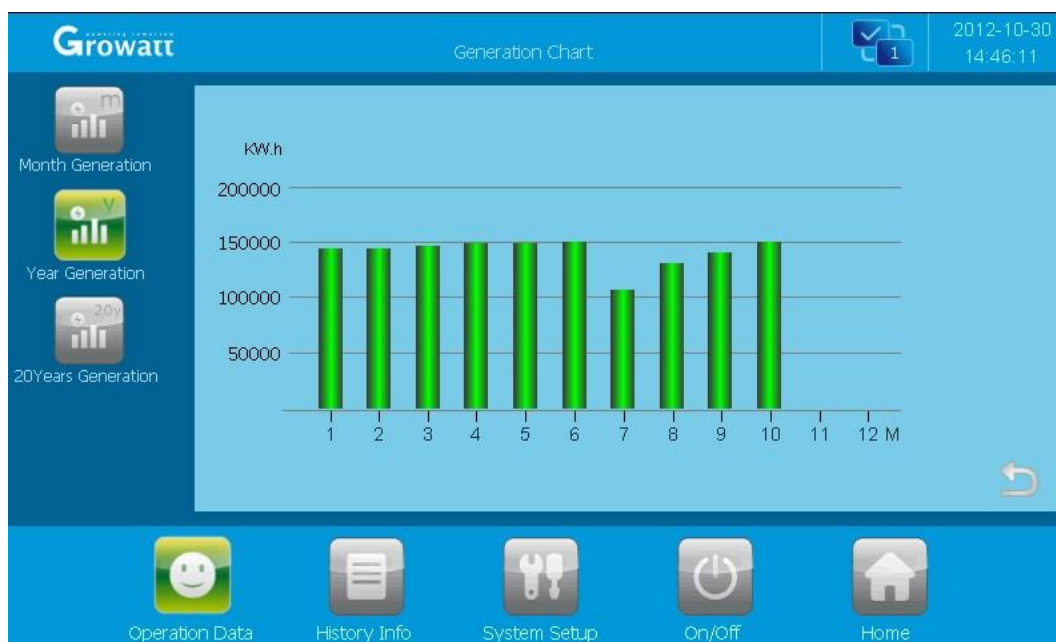 Growatt
Generation Chart
1
2012-10-30
14:46:11
m
Month Generation
y
Year Generation
20y
20Years Generation
KW.h
200000
150000
100000
50000
1 2 3 4 5 6 7 8 9 10 11 12 M
Operation Data
History Info
System Setup
On/Off
Home